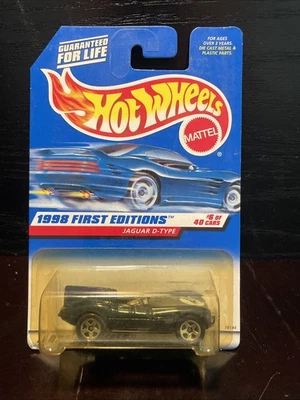 GUARANTEED
FOR LIFE
FOR AGES
OVER 3 YEARS
DIE CAST METAL &
PLASTIC PARTS.
HOT WHEELS
MATTEL
1998 FIRST EDITIONS™
#6 OF
40 CARS
JAGUAR D-TYPE